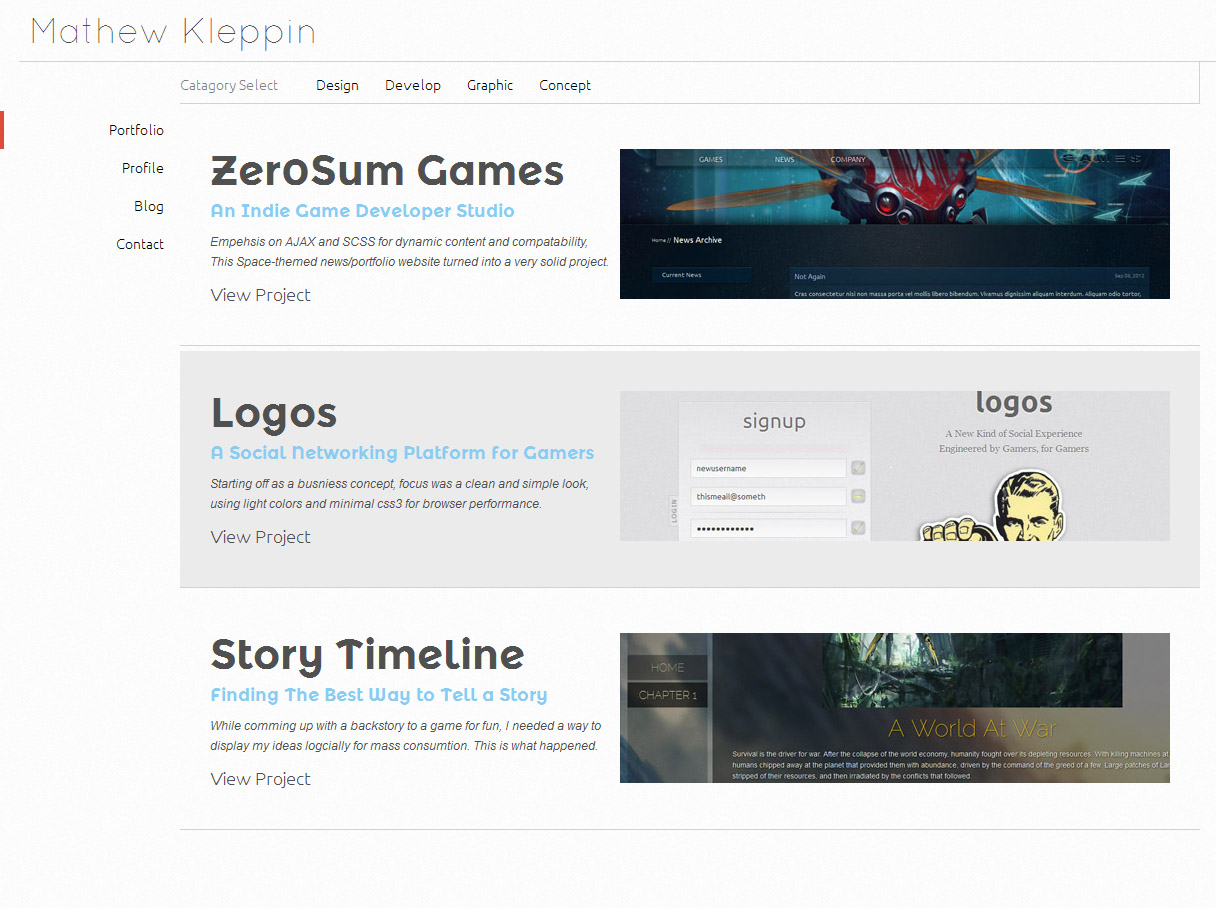 Mathew Kleppin
Catagory Select Design Develop Graphic Concept
Portfolio
Profile
Blog
Contact
Zer0Sum Games
An Indie Game Developer Studio
Empehsis on AJAX and SCSS for dynamic content and compatability,
This Space-themed news/portfolio website turned into a very solid project.
View Project
GAMES NEWS COMPANY
Home // News Archive
Current News
Not Again Sep 06, 2012
Cras consectetur nisi non massa porta vel mollis libero bibendum. Vivamus dignissim aliquam interdum. Aliquam odio tortor,
Logos
A Social Networking Platform for Gamers
Starting off as a busniess concept, focus was a clean and simple look,
using light colors and minimal css3 for browser performance.
View Project
signup
newusername
thismeail@someth
LOGIN
logos
A New Kind of Social Experience
Engineered by Gamers, for Gamers
Story Timeline
Finding The Best Way to Tell a Story
While comming up with a backstory to a game for fun, I needed a way to
display my ideas logcially for mass consumtion. This is what happened.
View Project
HOME
CHAPTER 1
A World At War
Survival is the driver for war. After the collapse of the world economy, humanity fought over its depleting resources. With killing machines at
humans chipped away at the planet that provided them with abundance, driven by the command of the greed of a few. Large patches of La
stripped of their resources, and then irradiated by the conflicts that followed.